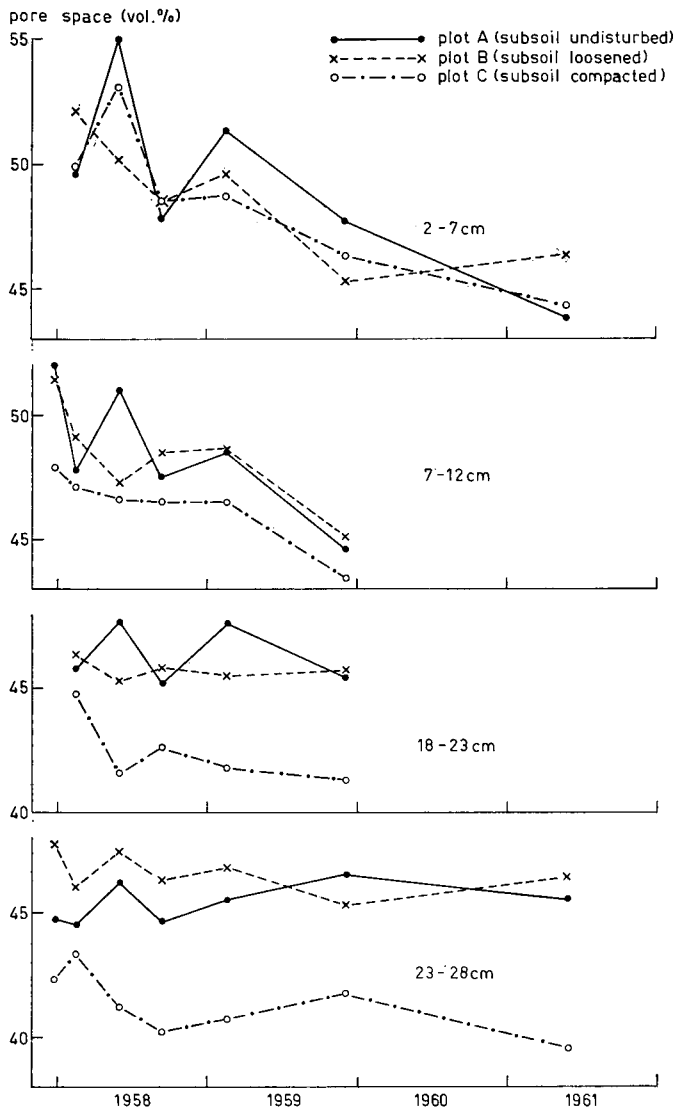 pore space (vol.%)
55
plot A (subsoil undisturbed)
plot B (subsoil loosened)
plot C (subsoil compacted)
50
2-7cm
45
50
7-12cm
45
45
18-23cm
40
45
23-28cm
40
1958 1959 1960 1961